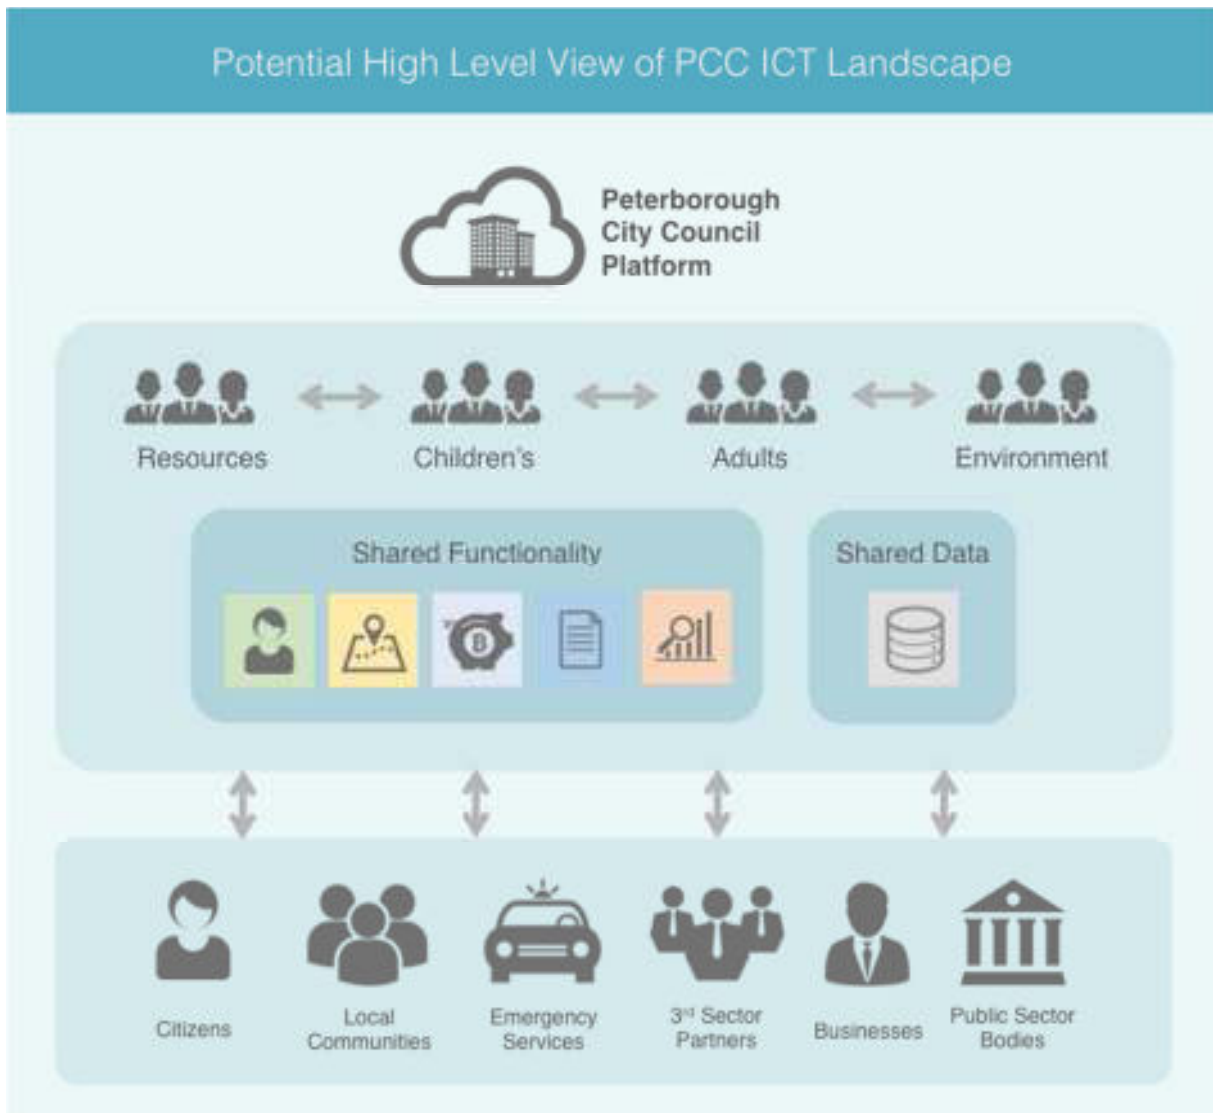 Potential High Level View of PCC ICT Landscape
Peterborough
City Council
Platform
Resources
Children's
Adults
Environment
Shared Functionality
Shared Data
B
Citizens
Local
Communities
Emergency
Services
3rd Sector
Partners
Businesses
Public Sector
Bodies